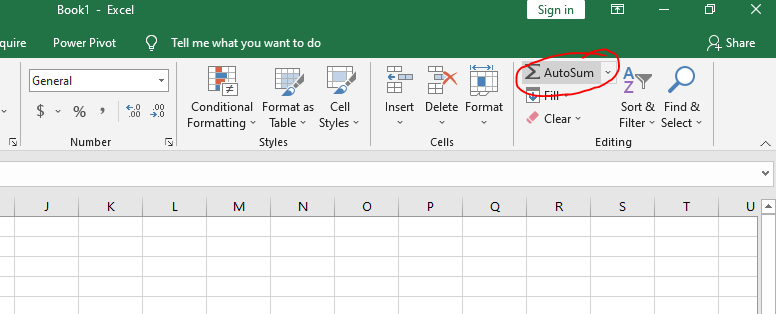 Book1 - Excel
Sign in
quire Power Pivot Tell me what you want to do Share
General
$ % , .00 .0 .00
Number
Conditional Formatting
Format as Table
Cell Styles
Styles
Insert
Delete
Format
Cells
Σ AutoSum
Fill
Clear
Sort & Filter
Find & Select
Editing
J K L M N O P Q R S T U